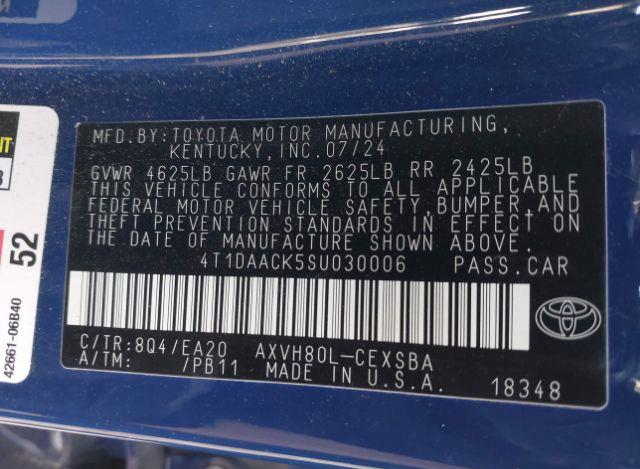 MFD.BY:TOYOTA MOTOR MANUFACTURING,
KENTUCKY,INC.07/24
GVWR 4625LB GAWR FR 2625LB RR 2425LB
THIS VEHICLE CONFORMS TO ALL APPLICABLE
FEDERAL MOTOR VEHICLE SAFETY,BUMPER,AND
THEFT PREVENTION STANDARDS IN EFFECT ON
THE DATE OF MANUFACTURE SHOWN ABOVE.
4T1DAACK5SU030006 PASS.CAR
C/TR:8Q4/EA20 AXVH80L-CEXSBA
A/TM: /PB11 MADE IN U.S.A. 18348
52
42661-06B40